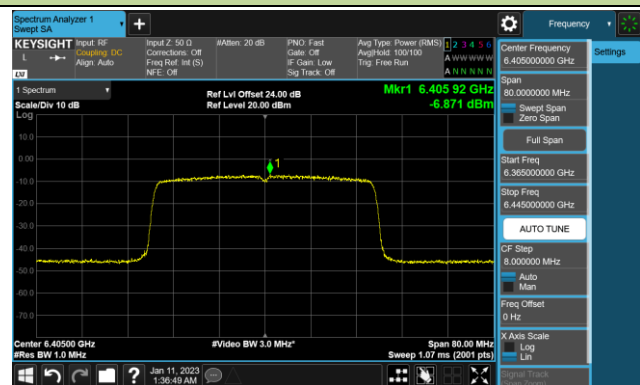 Spectrum Analyzer 1
Swept SA
+
Frequency
KEYSIGHT
L
LXI
Input: RF
Coupling: DC
Align: Auto
Input Z: 50 Ω
Corrections: Off
Freq Ref: Int (S)
NFE: Off
#Atten: 20 dB
PNO: Fast
Gate: Off
IF Gain: Low
Sig Track: Off
Avg Type: Power (RMS)
Avg|Hold: 100/100
Trig: Free Run
1 2 3 4 5 6
A W W W W W
A N N N N N
Center Frequency
6.405000000 GHz
Settings
Span
80.0000000 MHz
Swept Span
Zero Span
Full Span
Start Freq
6.365000000 GHz
Stop Freq
6.445000000 GHz
AUTO TUNE
CF Step
8.000000 MHz
Auto
Man
Freq Offset
0 Hz
X Axis Scale
Log
Lin
Signal Track
1 Spectrum
Scale/Div 10 dB
Log
Ref Lvl Offset 24.00 dB
Ref Level 20.00 dBm
Mkr1 6.405 92 GHz
-6.871 dBm
10.0
0.00
-10.0
-20.0
-30.0
-40.0
-50.0
-60.0
-70.0
1
Center 6.40500 GHz
#Res BW 1.0 MHz
#Video BW 3.0 MHz*
Span 80.00 MHz
Sweep 1.07 ms (2001 pts)
?
Jan 11, 2023
1:36:49 AM